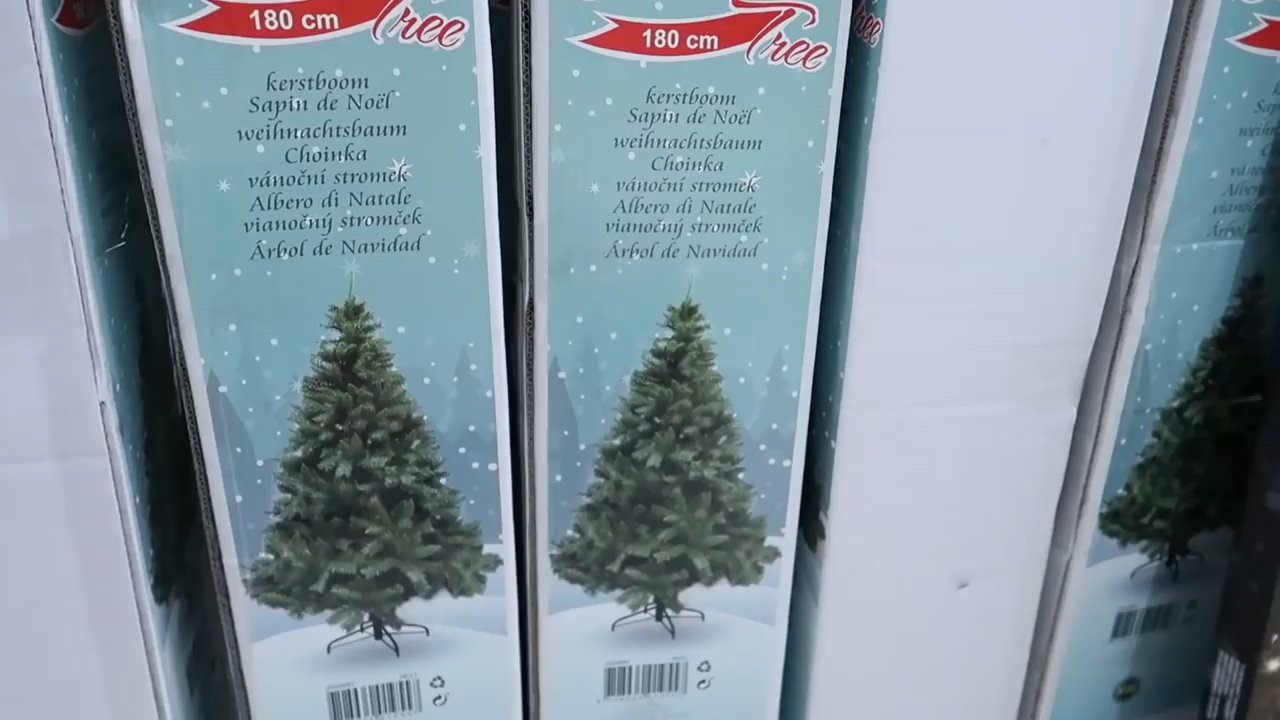 180 cm
Tree
kerstboom
Sapin de Noël
weihnachtsbaum
Choinka
vánoční stromek
Albero di Natale
vianočný stromček
Árbol de Navidad
180 cm
Tree
kerstboom
Sapin de Noël
weihnachtsbaum
Choinka
vánoční stromek
Albero di Natale
vianočný stromček
Árbol de Navidad